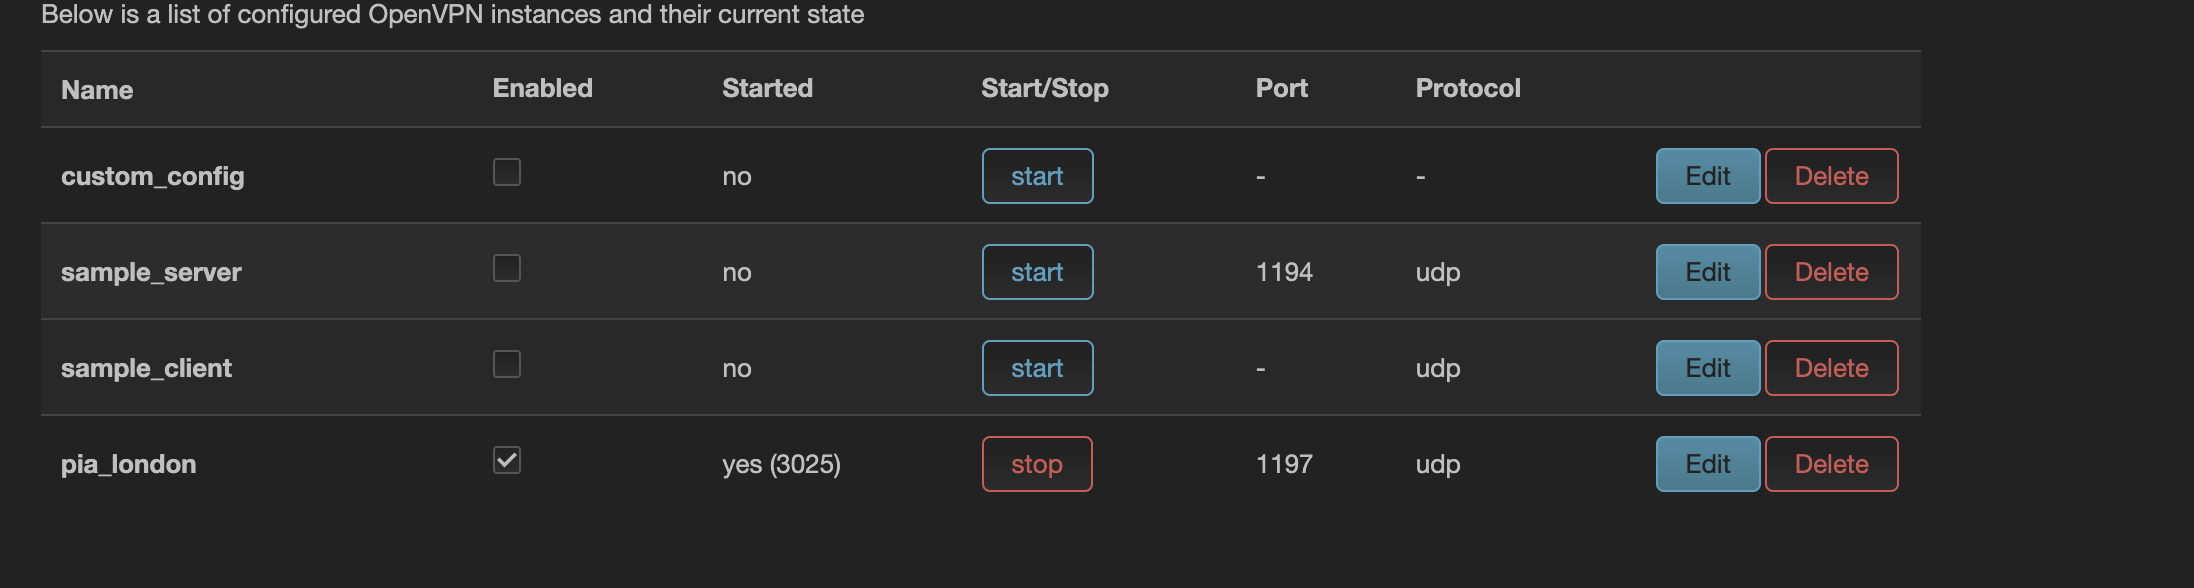 Below is a list of configured OpenVPN instances and their current state
Name Enabled Started Start/Stop Port Protocol
custom_config no start - - Edit Delete
sample_server no start 1194 udp Edit Delete
sample_client no start - udp Edit Delete
pia_london yes (3025) stop 1197 udp Edit Delete